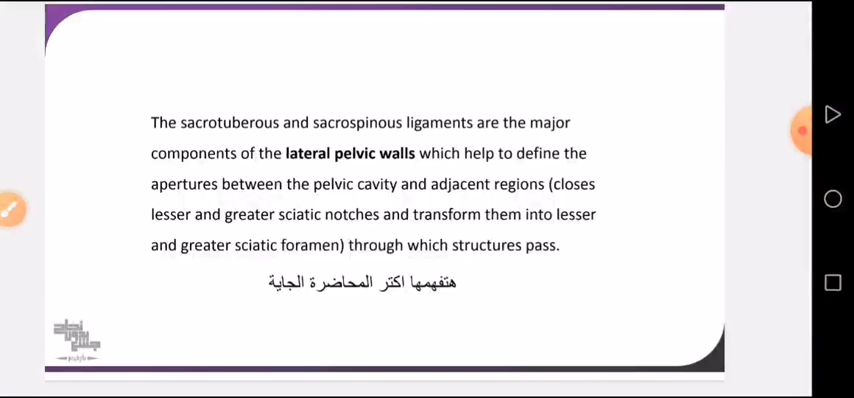 The sacrotuberous and sacrospinous ligaments are the major
components of the lateral pelvic walls which help to define the
apertures between the pelvic cavity and adjacent regions (closes
lesser and greater sciatic notches and transform them into lesser
and greater sciatic foramen) through which structures pass.
هتفهمها اكتر المحاضرة الجاية